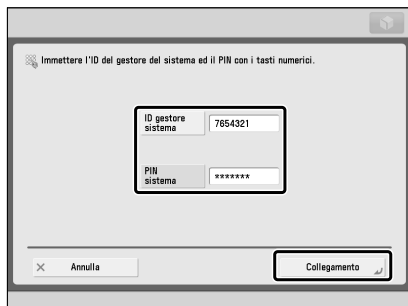 Immettere l'ID del gestore del sistema ed il PIN con i tasti numerici.
ID gestore
sistema
7654321
PIN
sistema
*******
Annulla
Collegamento